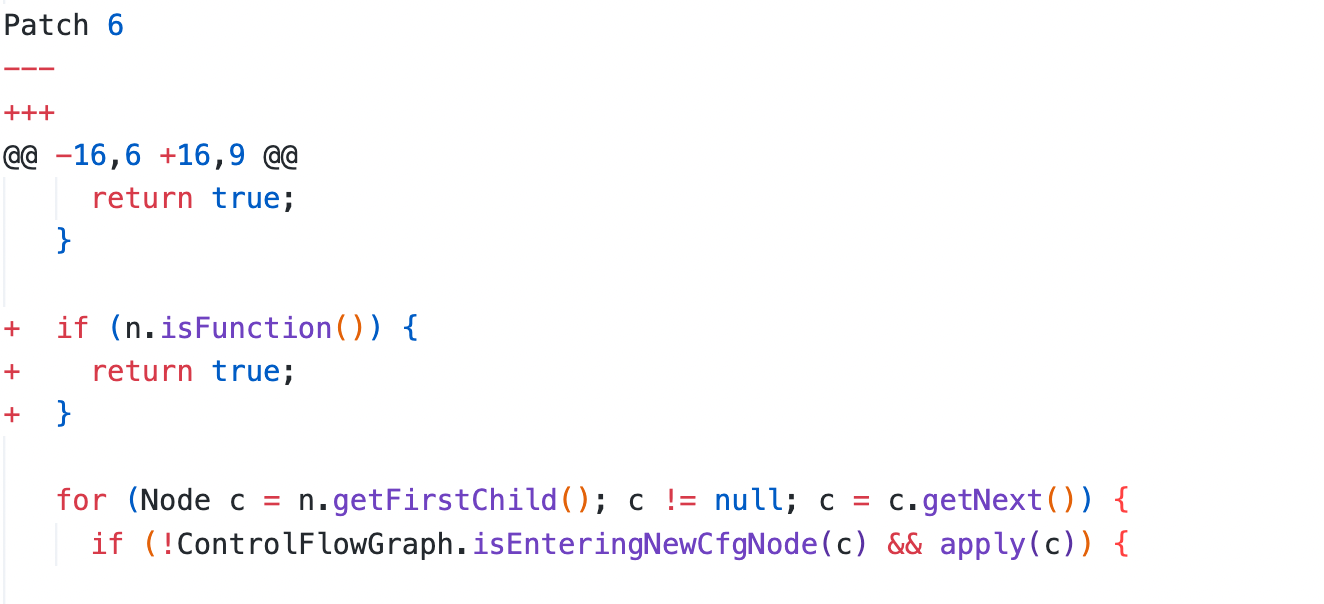 Patch 6
---
+++
@@ -16,6 +16,9 @@
     return true;
   }

+  if (n.isFunction()) {
+    return true;
+  }

   for (Node c = n.getFirstChild(); c != null; c = c.getNext()) {
     if (!ControlFlowGraph.isEnteringNewCfgNode(c) && apply(c)) {